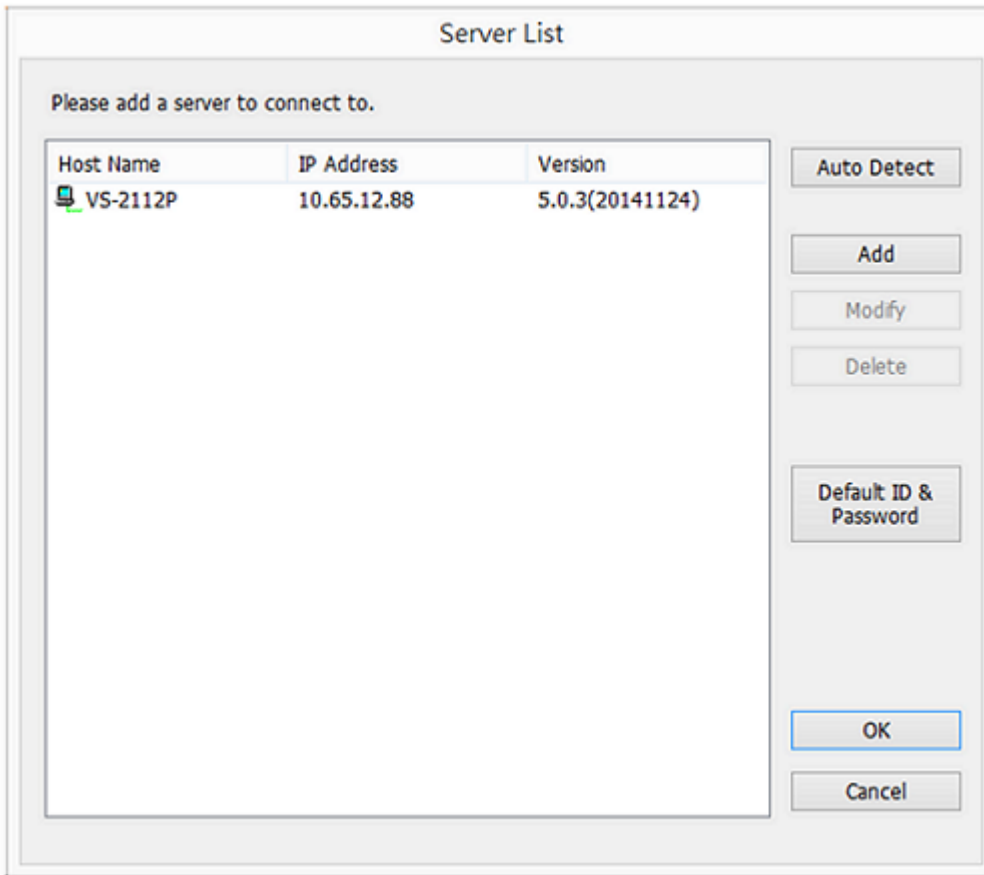 Server List
Please add a server to connect to.
Host Name IP Address Version
VS-2112P 10.65.12.88 5.0.3(20141124)
Auto Detect
Add
Modify
Delete
Default ID &
Password
OK
Cancel